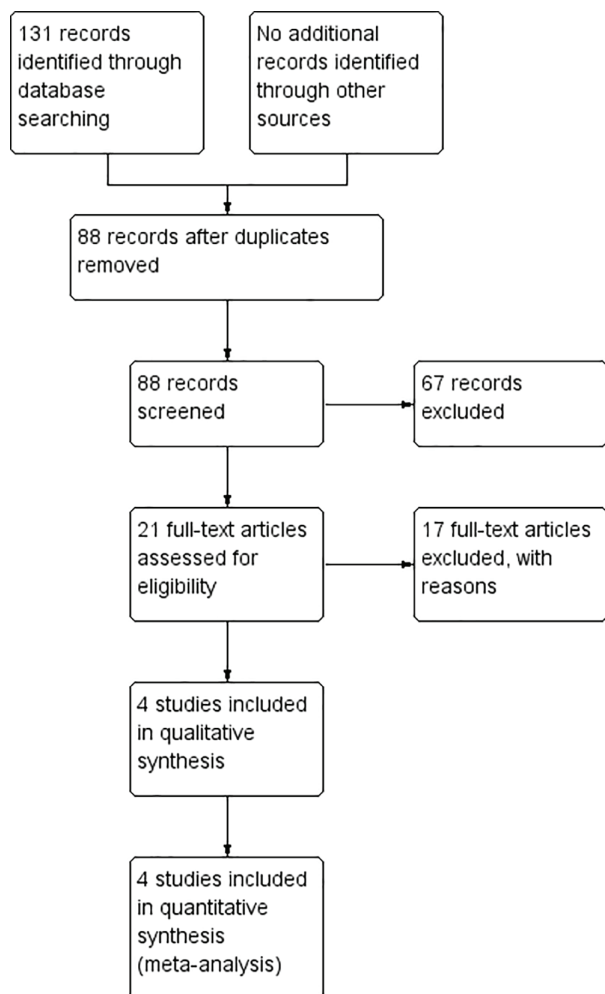 131 records
identified through
database
searching
No additional
records identified
through other
sources
88 records after duplicates
removed
88 records
screened
67 records
excluded
21 full-text articles
assessed for
eligibility
17 full-text articles
excluded, with
reasons
4 studies included
in qualitative
synthesis
4 studies included
in quantitative
synthesis
(meta-analysis)